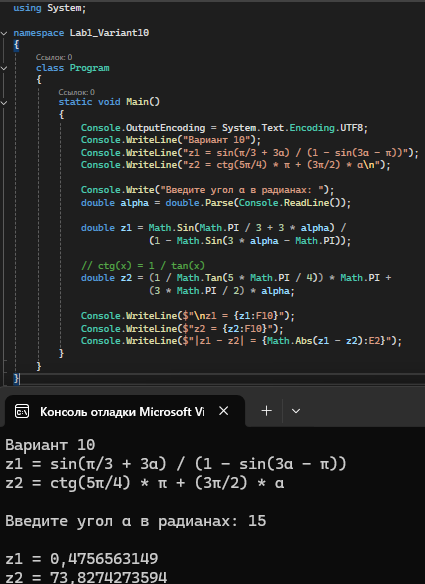 using System;
namespace Lab1_Variant10
{
Ссылок: 0
class Program
{
Ссылок: 0
static void Main()
{
Console.OutputEncoding = System.Text.Encoding.UTF8;
Console.WriteLine("Вариант 10");
Console.WriteLine("z1 = sin(π/3 + 3α) / (1 - sin(3α - π))");
Console.WriteLine("z2 = ctg(5π/4) * π + (3π/2) * α\n");
Console.Write("Введите угол α в радианах: ");
double alpha = double.Parse(Console.ReadLine());
double z1 = Math.Sin(Math.PI / 3 + 3 * alpha) /
(1 - Math.Sin(3 * alpha - Math.PI));
// ctg(x) = 1 / tan(x)
double z2 = (1 / Math.Tan(5 * Math.PI / 4)) * Math.PI +
(3 * Math.PI / 2) * alpha;
Console.WriteLine($"\nz1 = {z1:F10}");
Console.WriteLine($"z2 = {z2:F10}");
Console.WriteLine($"|z1 - z2| = {Math.Abs(z1 - z2):E2}");
}
}
}
Консоль отладки Microsoft Vi
Вариант 10
z1 = sin(π/3 + 3α) / (1 - sin(3α - π))
z2 = ctg(5π/4) * π + (3π/2) * α
Введите угол α в радианах: 15
z1 = 0,4756563149
z2 = 73,8274273594